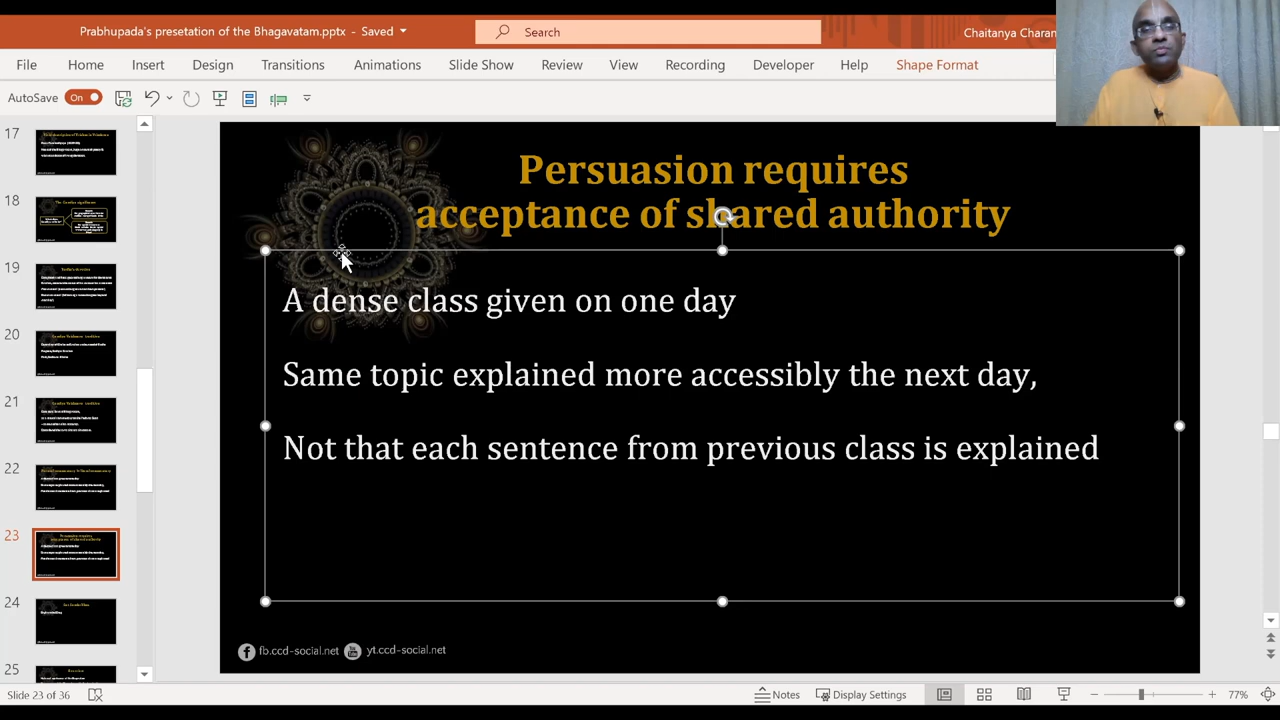 Prabhupada's presetation of the Bhagavatam.pptx - Saved
Search
Chaitanya Charan
File Home Insert Design Transitions Animations Slide Show Review View Recording Developer Help Shape Format
AutoSave On
17
18
19
20
21
22
23
24
25
Persuasion requires
acceptance of shared authority
A dense class given on one day
Same topic explained more accessibly the next day,
Not that each sentence from previous class is explained
fb.ccd-social.net yt.ccd-social.net
Slide 23 of 36 Notes Display Settings 77%